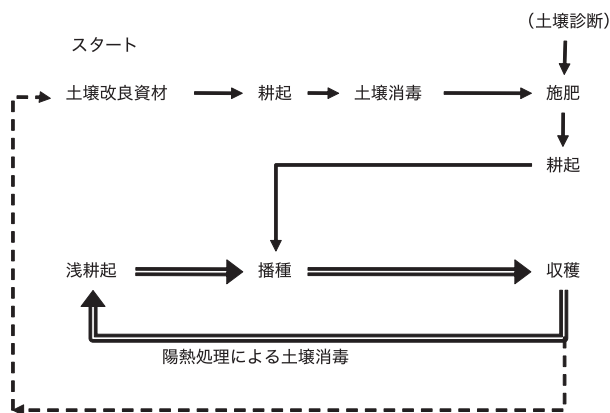 （土壌診断）
スタート
土壌改良資材
耕起
土壌消毒
施肥
耕起
浅耕起
播種
収穫
陽熱処理による土壌消毒